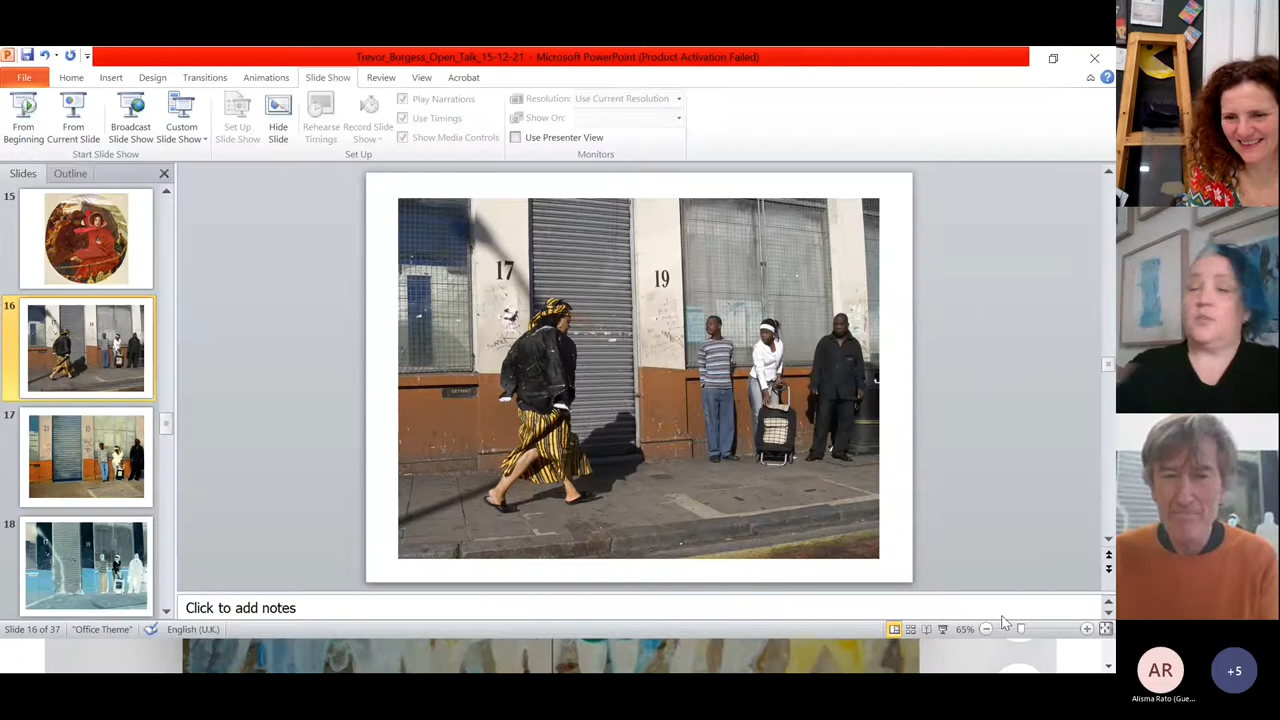 Trevor_Burgess_Open_Talk_15-12-21 - Microsoft PowerPoint (Product Activation Failed)
File Home Insert Design Transitions Animations Slide Show Review View Acrobat
From Beginning
From Current Slide
Broadcast Slide Show
Custom Slide Show
Set Up Slide Show
Hide Slide
Rehearse Timings
Record Slide Show
Play Narrations
Use Timings
Show Media Controls
Resolution: Use Current Resolution
Show On:
Use Presenter View
Start Slide Show
Set Up
Monitors
Slides Outline
15
16
17
18
17
19
Click to add notes
Slide 16 of 37 "Office Theme" English (U.K.) 65%
AR
+5
Alisma Rato (Gue...